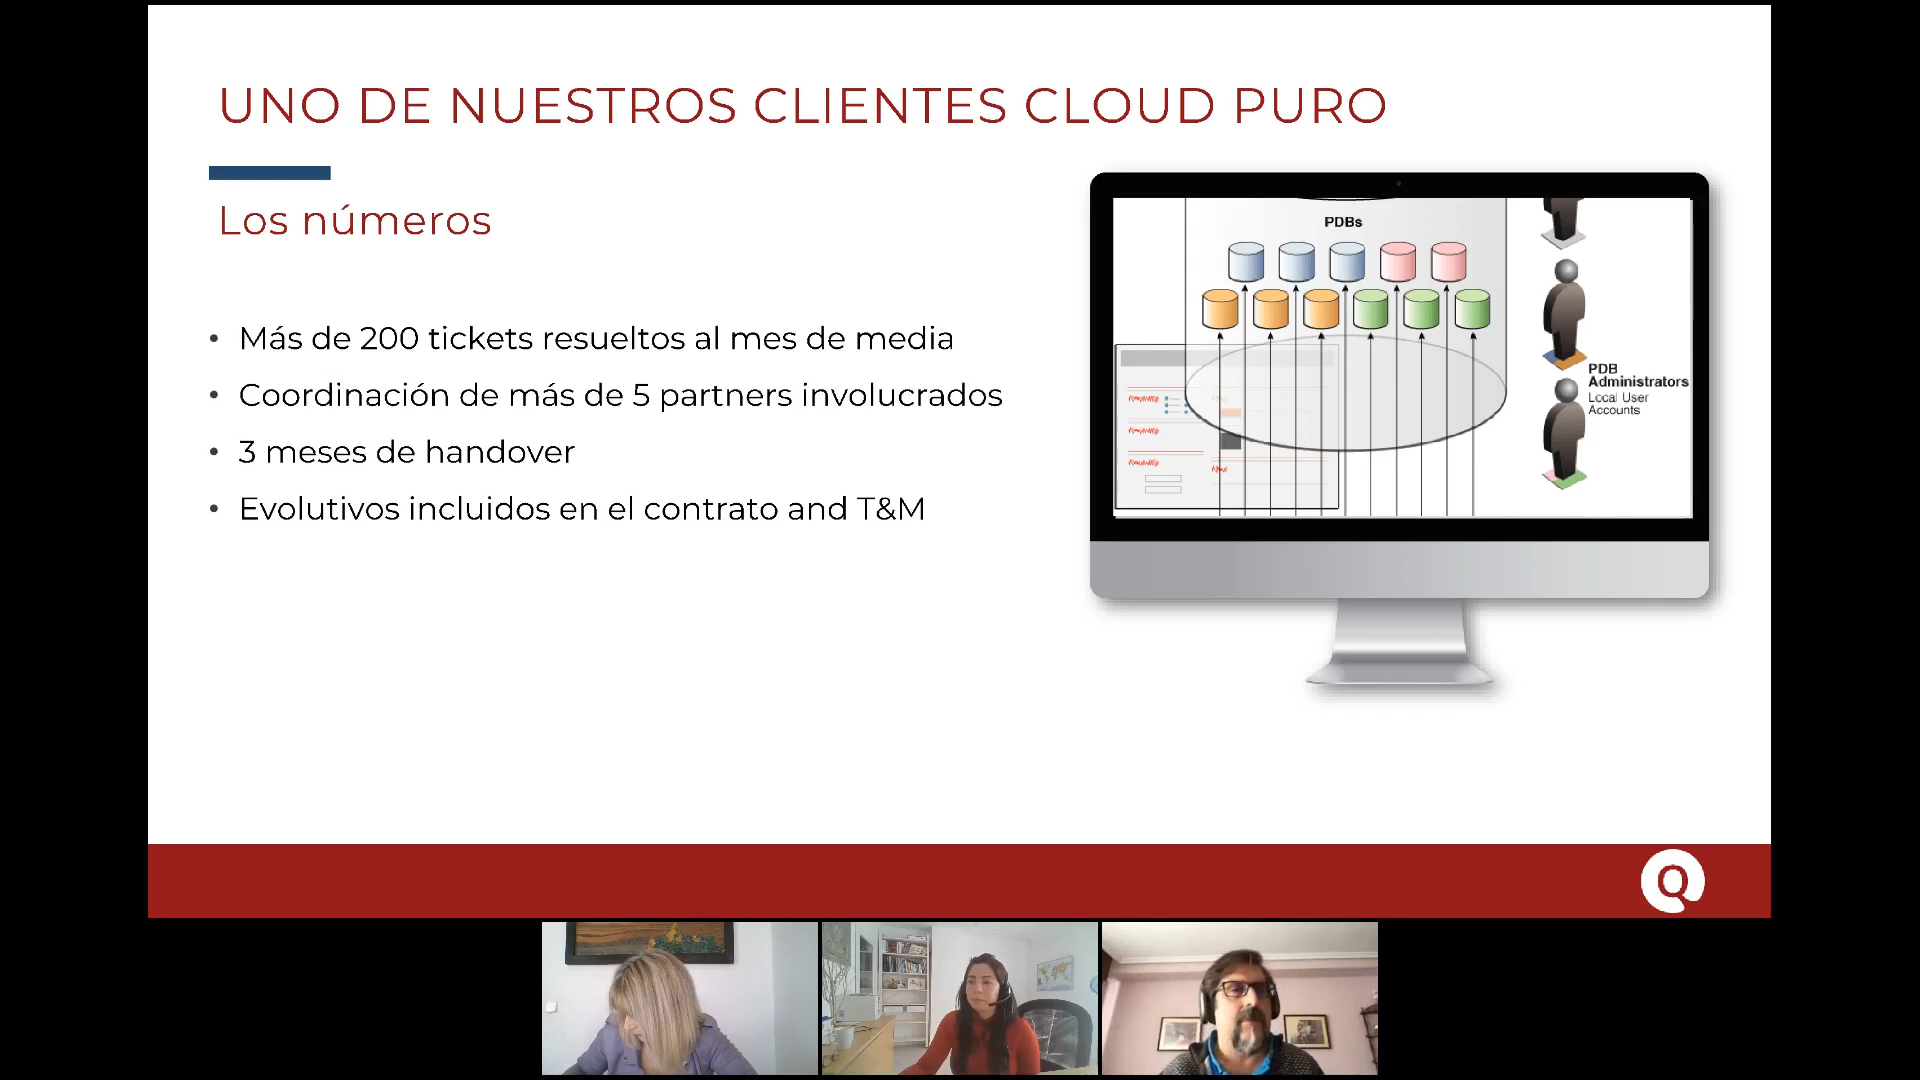 UNO DE NUESTROS CLIENTES CLOUD PURO
Los números
• Más de 200 tickets resueltos al mes de media
• Coordinación de más de 5 partners involucrados
• 3 meses de handover
• Evolutivos incluidos en el contrato and T&M
PDBs
PDB
Administrators
Local User
Accounts
Q